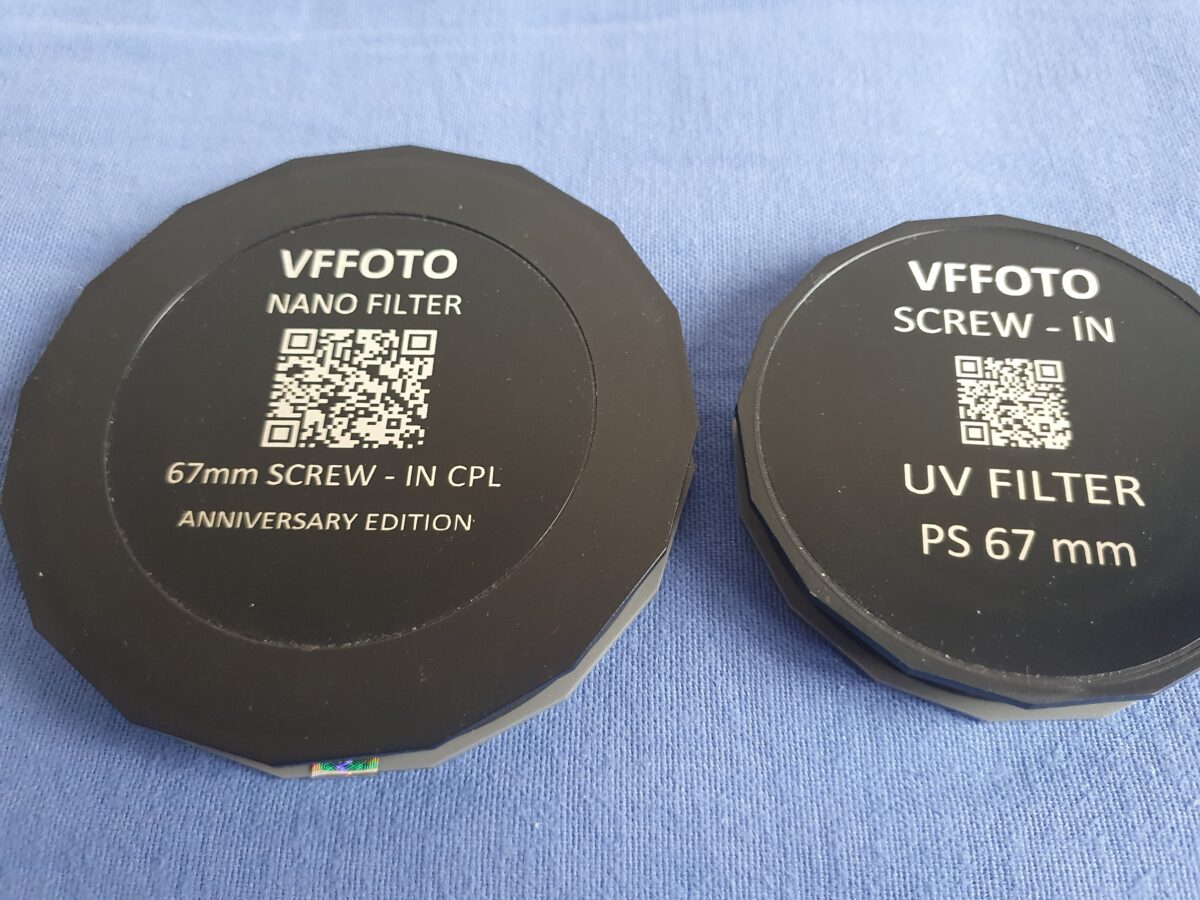 VFFOTO
NANO FILTER
67mm SCREW - IN CPL
ANNIVERSARY EDITION
VFFOTO
SCREW - IN
UV FILTER
PS 67 mm